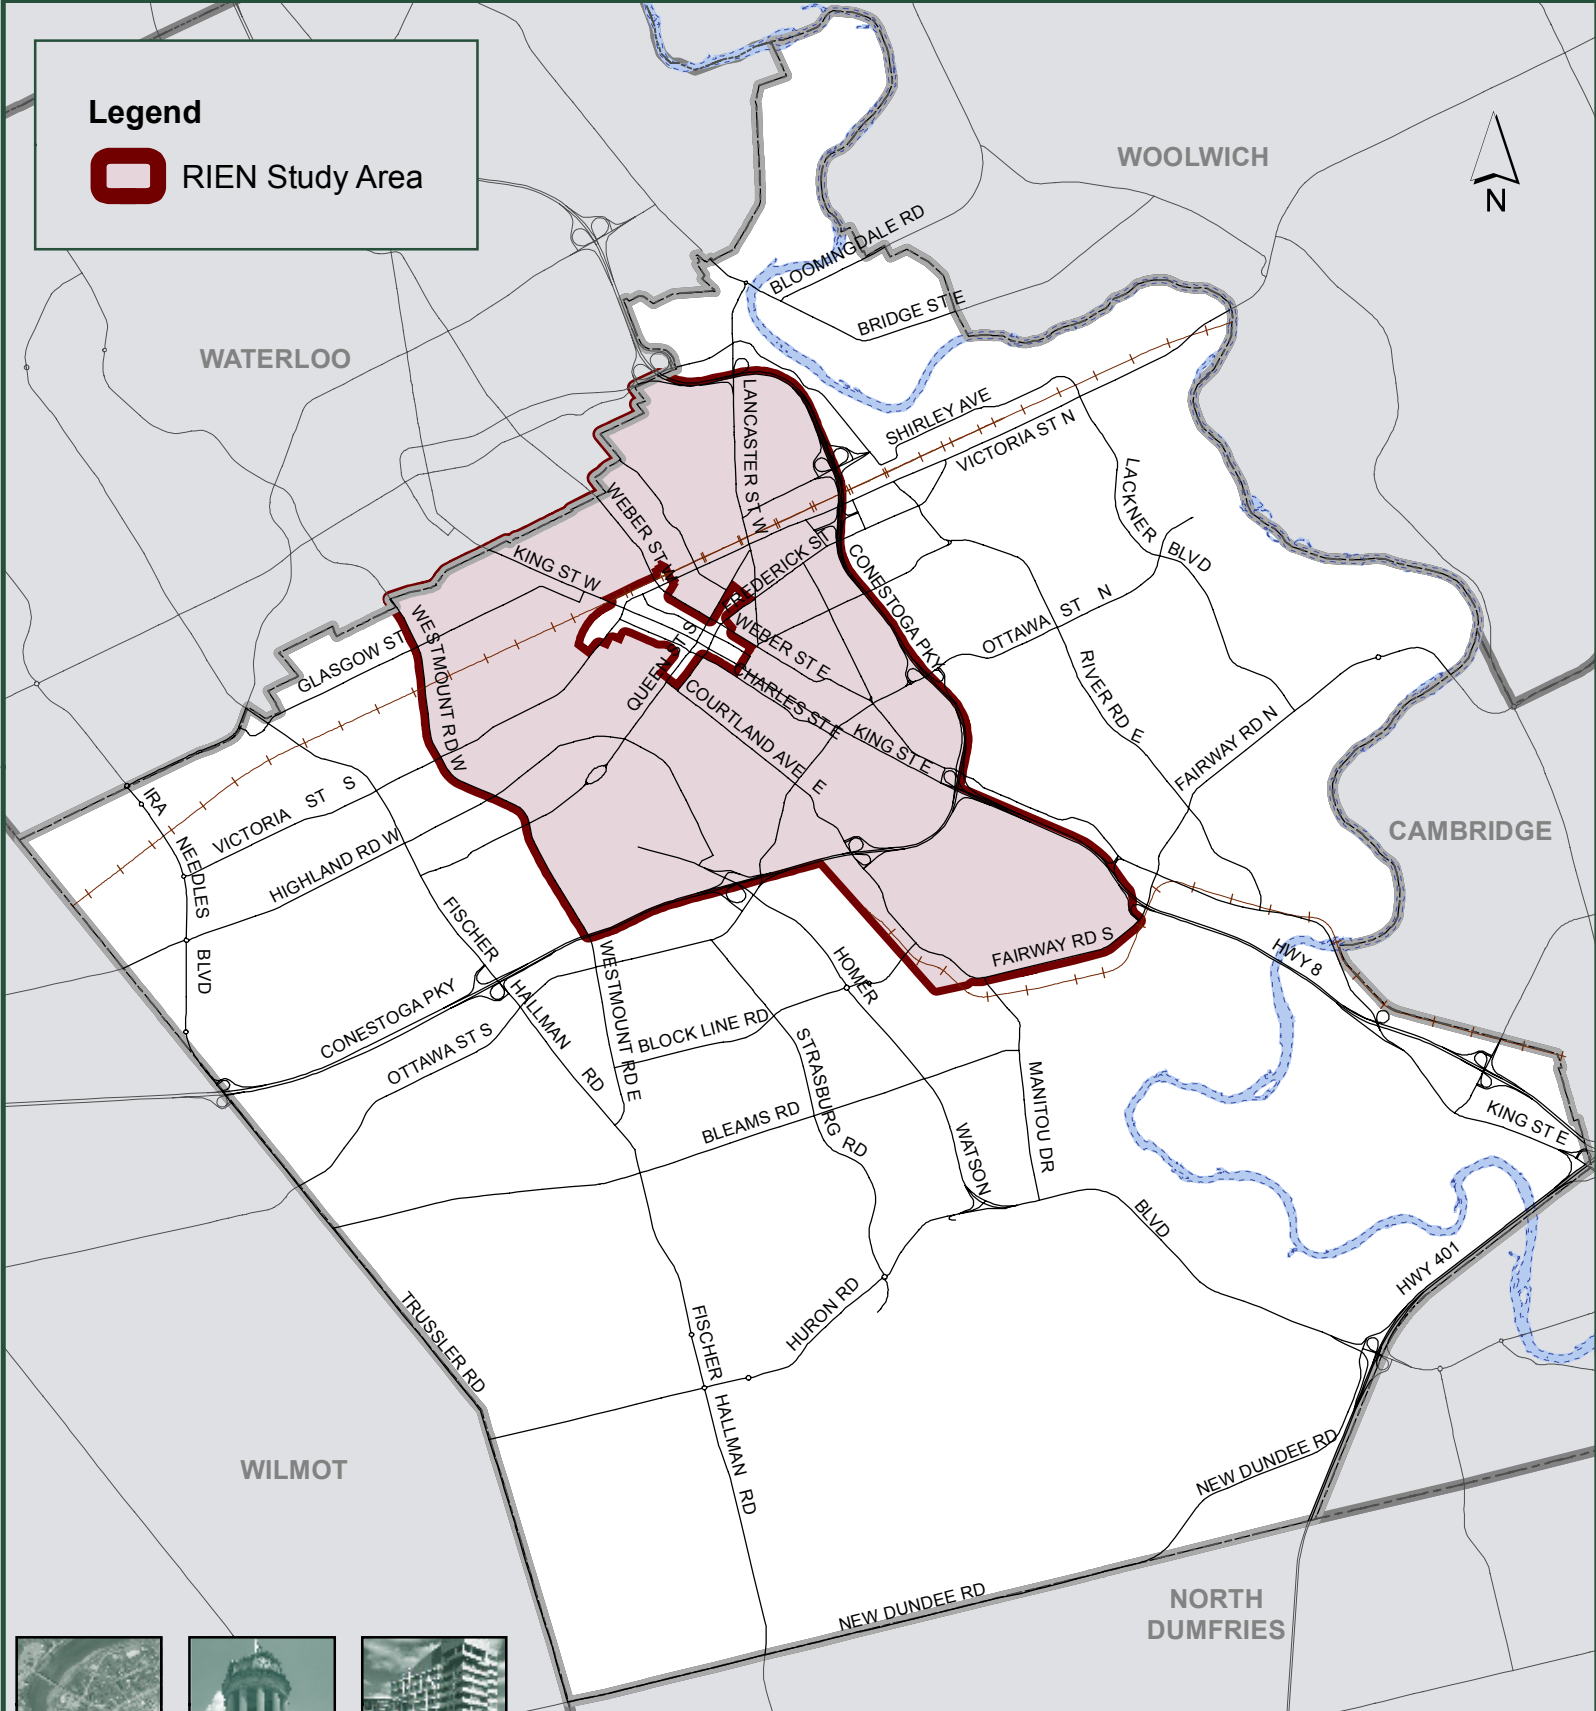 Legend
RIEN Study Area
WOOLWICH
N
BLOOMINGDALE RD
BRIDGE ST E
WATERLOO
SHIRLEY AVE
VICTORIA ST N
LANCASTER ST W
LACKNER BLVD
WEBER ST W
KING ST W
FREDERICK ST
CONESTOGA PKY
OTTAWA ST N
GLASGOW ST
WESTMOUNT RD W
QUEEN ST S
WEBER ST E
CHARLES ST E
COURTLAND AVE E
KING ST E
RIVER RD E
FAIRWAY RD N
IRA NEEDLES BLVD
VICTORIA ST S
HIGHLAND RD W
CAMBRIDGE
FISCHER HALLMAN RD
FAIRWAY RD S
HWY 8
WESTMOUNT RD E
HOMER WATSON BLVD
CONESTOGA PKY
OTTAWA ST S
BLOCK LINE RD
STRASBURG RD
MANITOU DR
BLEAMS RD
KING ST E
HWY 401
TRUSSLER RD
HURON RD
FISCHER HALLMAN RD
WILMOT
NEW DUNDEE RD
NEW DUNDEE RD
NORTH
DUMFRIES